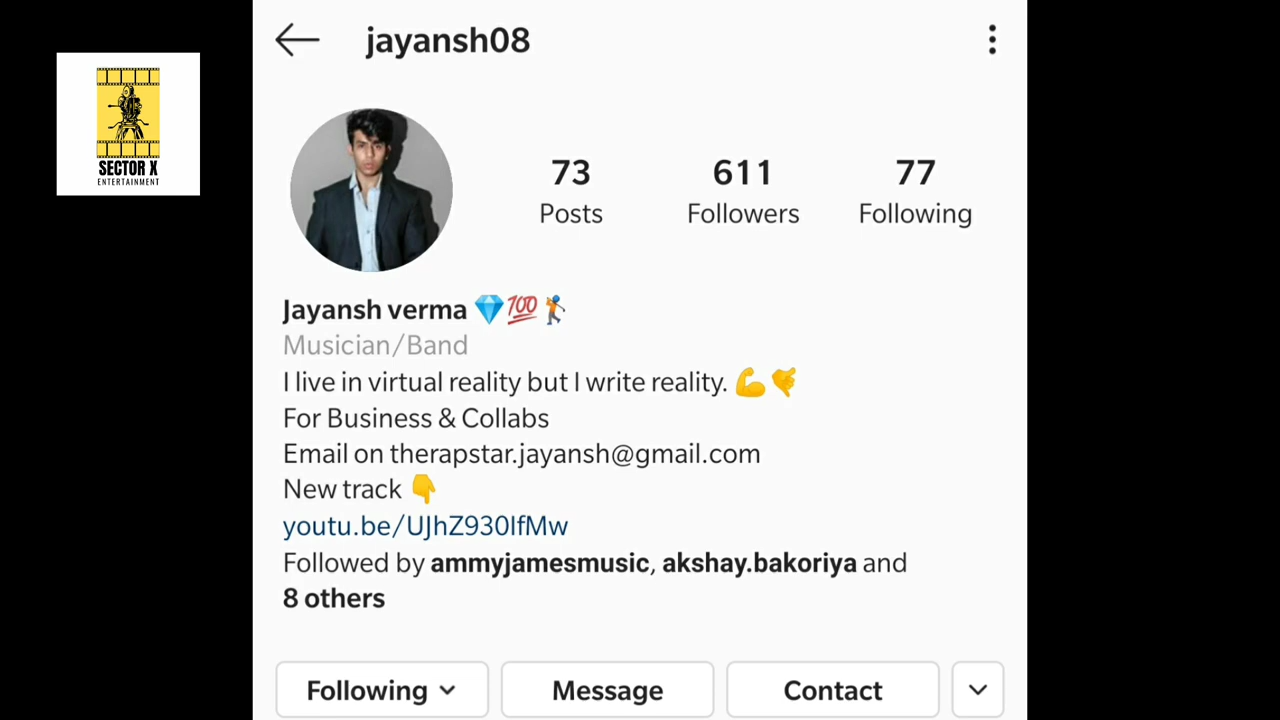 jayansh08
SECTOR X
ENTERTAINMENT
73
611
77
Posts
Followers
Following
Jayansh verma 💎💯🏌
Musician/Band
I live in virtual reality but I write reality. 💪🤙
For Business & Collabs
Email on therapstar.jayansh@gmail.com
New track 👇
youtu.be/UJhZ930IfMw
Followed by ammyjamesmusic, akshay.bakoriya and
8 others
Following
Message
Contact